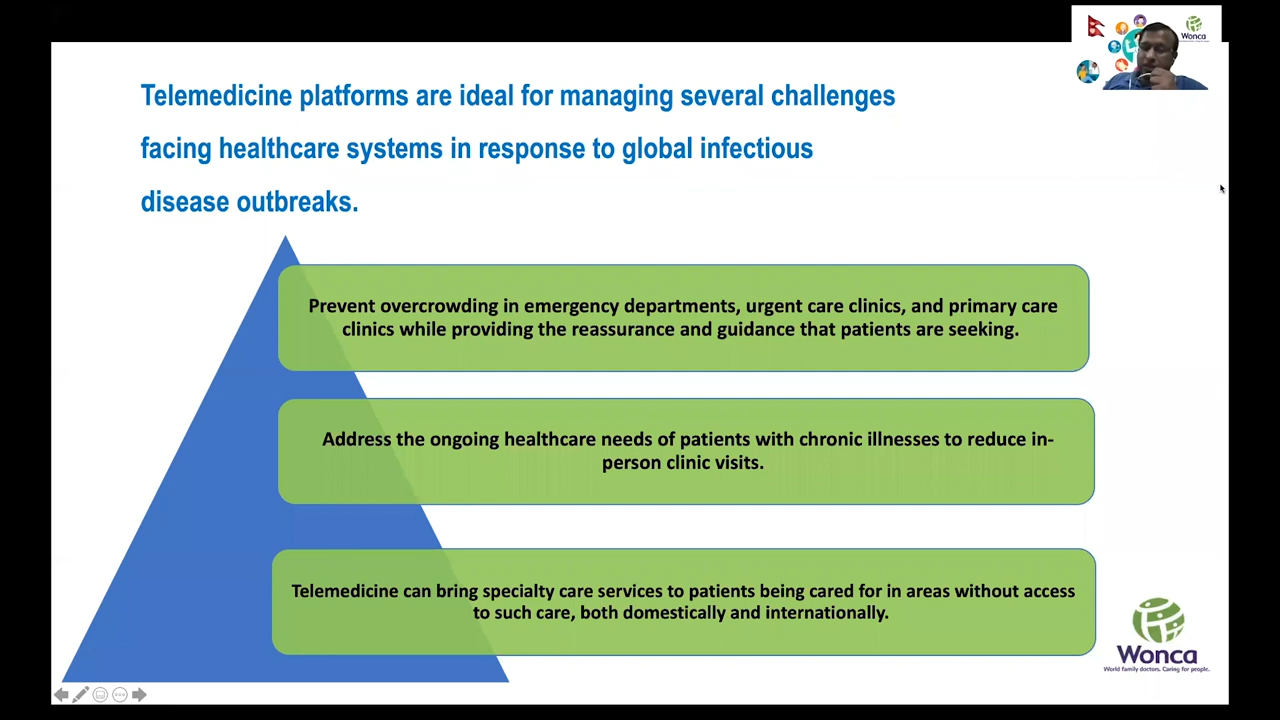 Wonca
Telemedicine platforms are ideal for managing several challenges
facing healthcare systems in response to global infectious
disease outbreaks.
Prevent overcrowding in emergency departments, urgent care clinics, and primary care
clinics while providing the reassurance and guidance that patients are seeking.
Address the ongoing healthcare needs of patients with chronic illnesses to reduce in-
person clinic visits.
Telemedicine can bring specialty care services to patients being cared for in areas without access
to such care, both domestically and internationally.
Wonca
World family doctors. Caring for people.